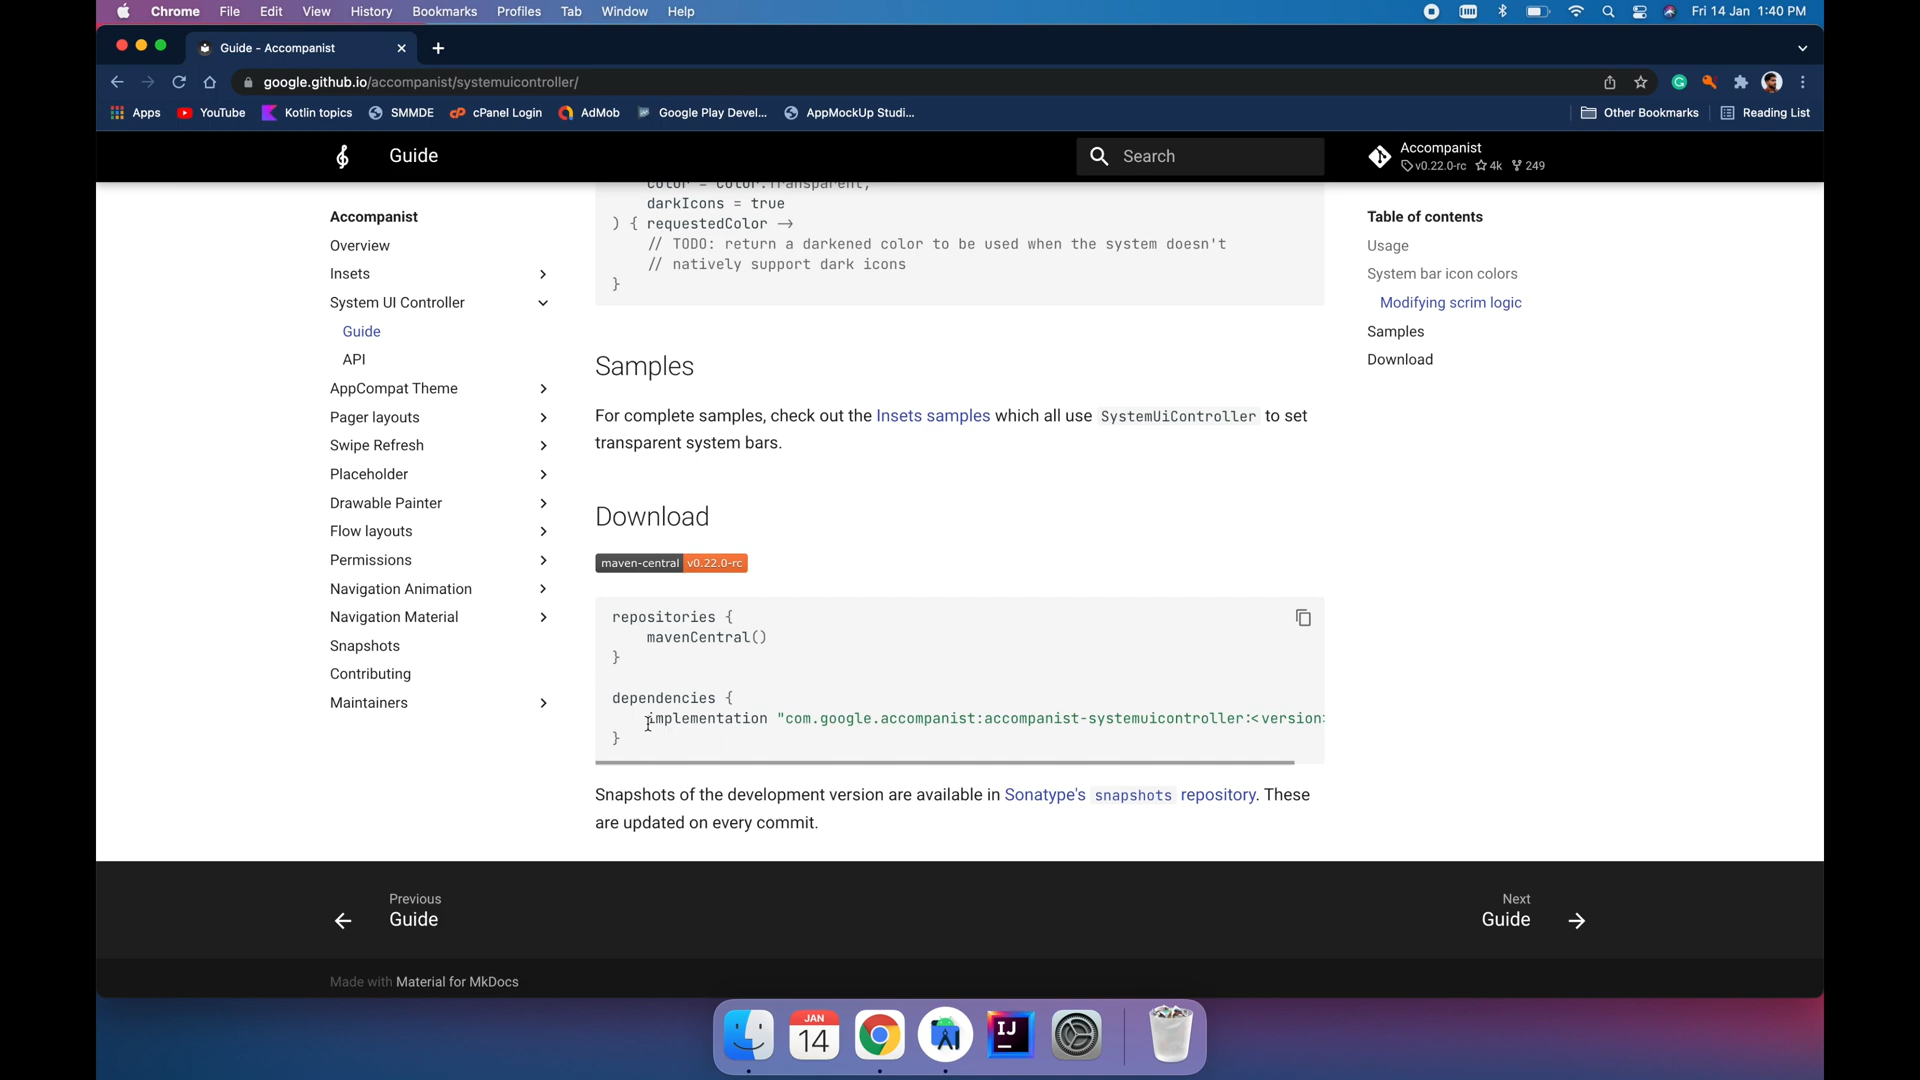 Chrome File Edit View History Bookmarks Profiles Tab Window Help Fri 14 Jan 1:40 PM
Guide - Accompanist
google.github.io/accompanist/systemuicontroller/
Apps YouTube Kotlin topics SMMDE cPanel Login AdMob Google Play Devel... AppMockUp Studi... Other Bookmarks Reading List
Guide
Search
Accompanist
v0.22.0-rc 4k 249
Accompanist
Overview
Insets
System UI Controller
Guide
API
AppCompat Theme
Pager layouts
Swipe Refresh
Placeholder
Drawable Painter
Flow layouts
Permissions
Navigation Animation
Navigation Material
Snapshots
Contributing
Maintainers
color = Color.Transparent,
darkIcons = true
) { requestedColor ->
// TODO: return a darkened color to be used when the system doesn't
// natively support dark icons
}
Samples
For complete samples, check out the Insets samples which all use SystemUiController to set
transparent system bars.
Download
maven-central v0.22.0-rc
repositories {
mavenCentral()
}
dependencies {
implementation "com.google.accompanist:accompanist-systemuicontroller:<version>
}
Snapshots of the development version are available in Sonatype's snapshots repository. These
are updated on every commit.
Table of contents
Usage
System bar icon colors
Modifying scrim logic
Samples
Download
Previous
Guide
Next
Guide
Made with Material for MkDocs
JAN
14
IJ